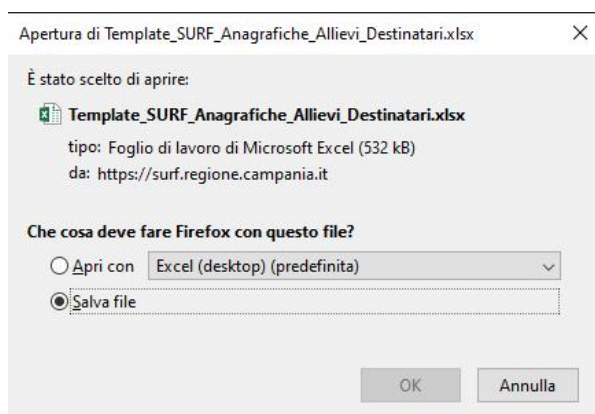 Apertura di Template_SURF_Anagrafiche_Allievi_Destinatari.xlsx
È stato scelto di aprire:
Template_SURF_Anagrafiche_Allievi_Destinatari.xlsx
tipo: Foglio di lavoro di Microsoft Excel (532 kB)
da: https://surf.regione.campania.it
Che cosa deve fare Firefox con questo file?
Apri con Excel (desktop) (predefinita)
Salva file
OK Annulla